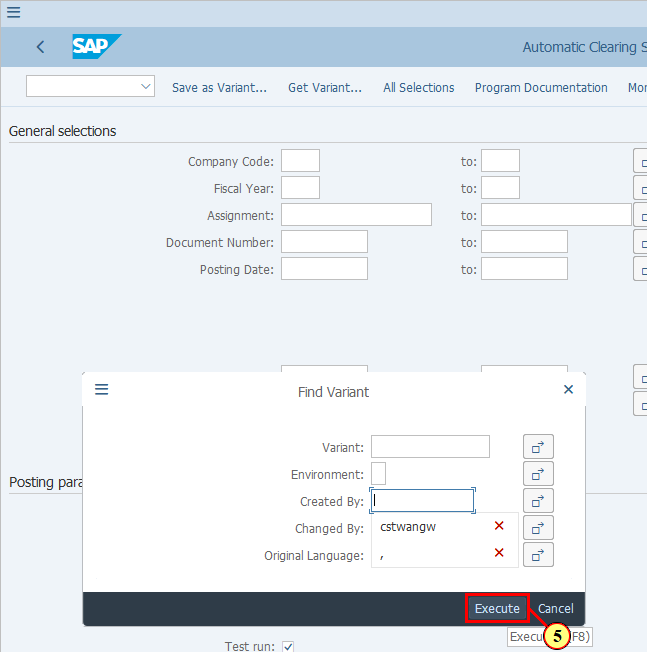 SAP
Automatic Clearing S
Save as Variant... Get Variant... All Selections Program Documentation Mor
General selections
Company Code: to:
Fiscal Year: to:
Assignment: to:
Document Number: to:
Posting Date: to:
Find Variant
Variant:
Environment:
Posting para
Created By:
Changed By: cstwangw
Original Language: ,
Execute Cancel
Test run: Execu 5 (F8)